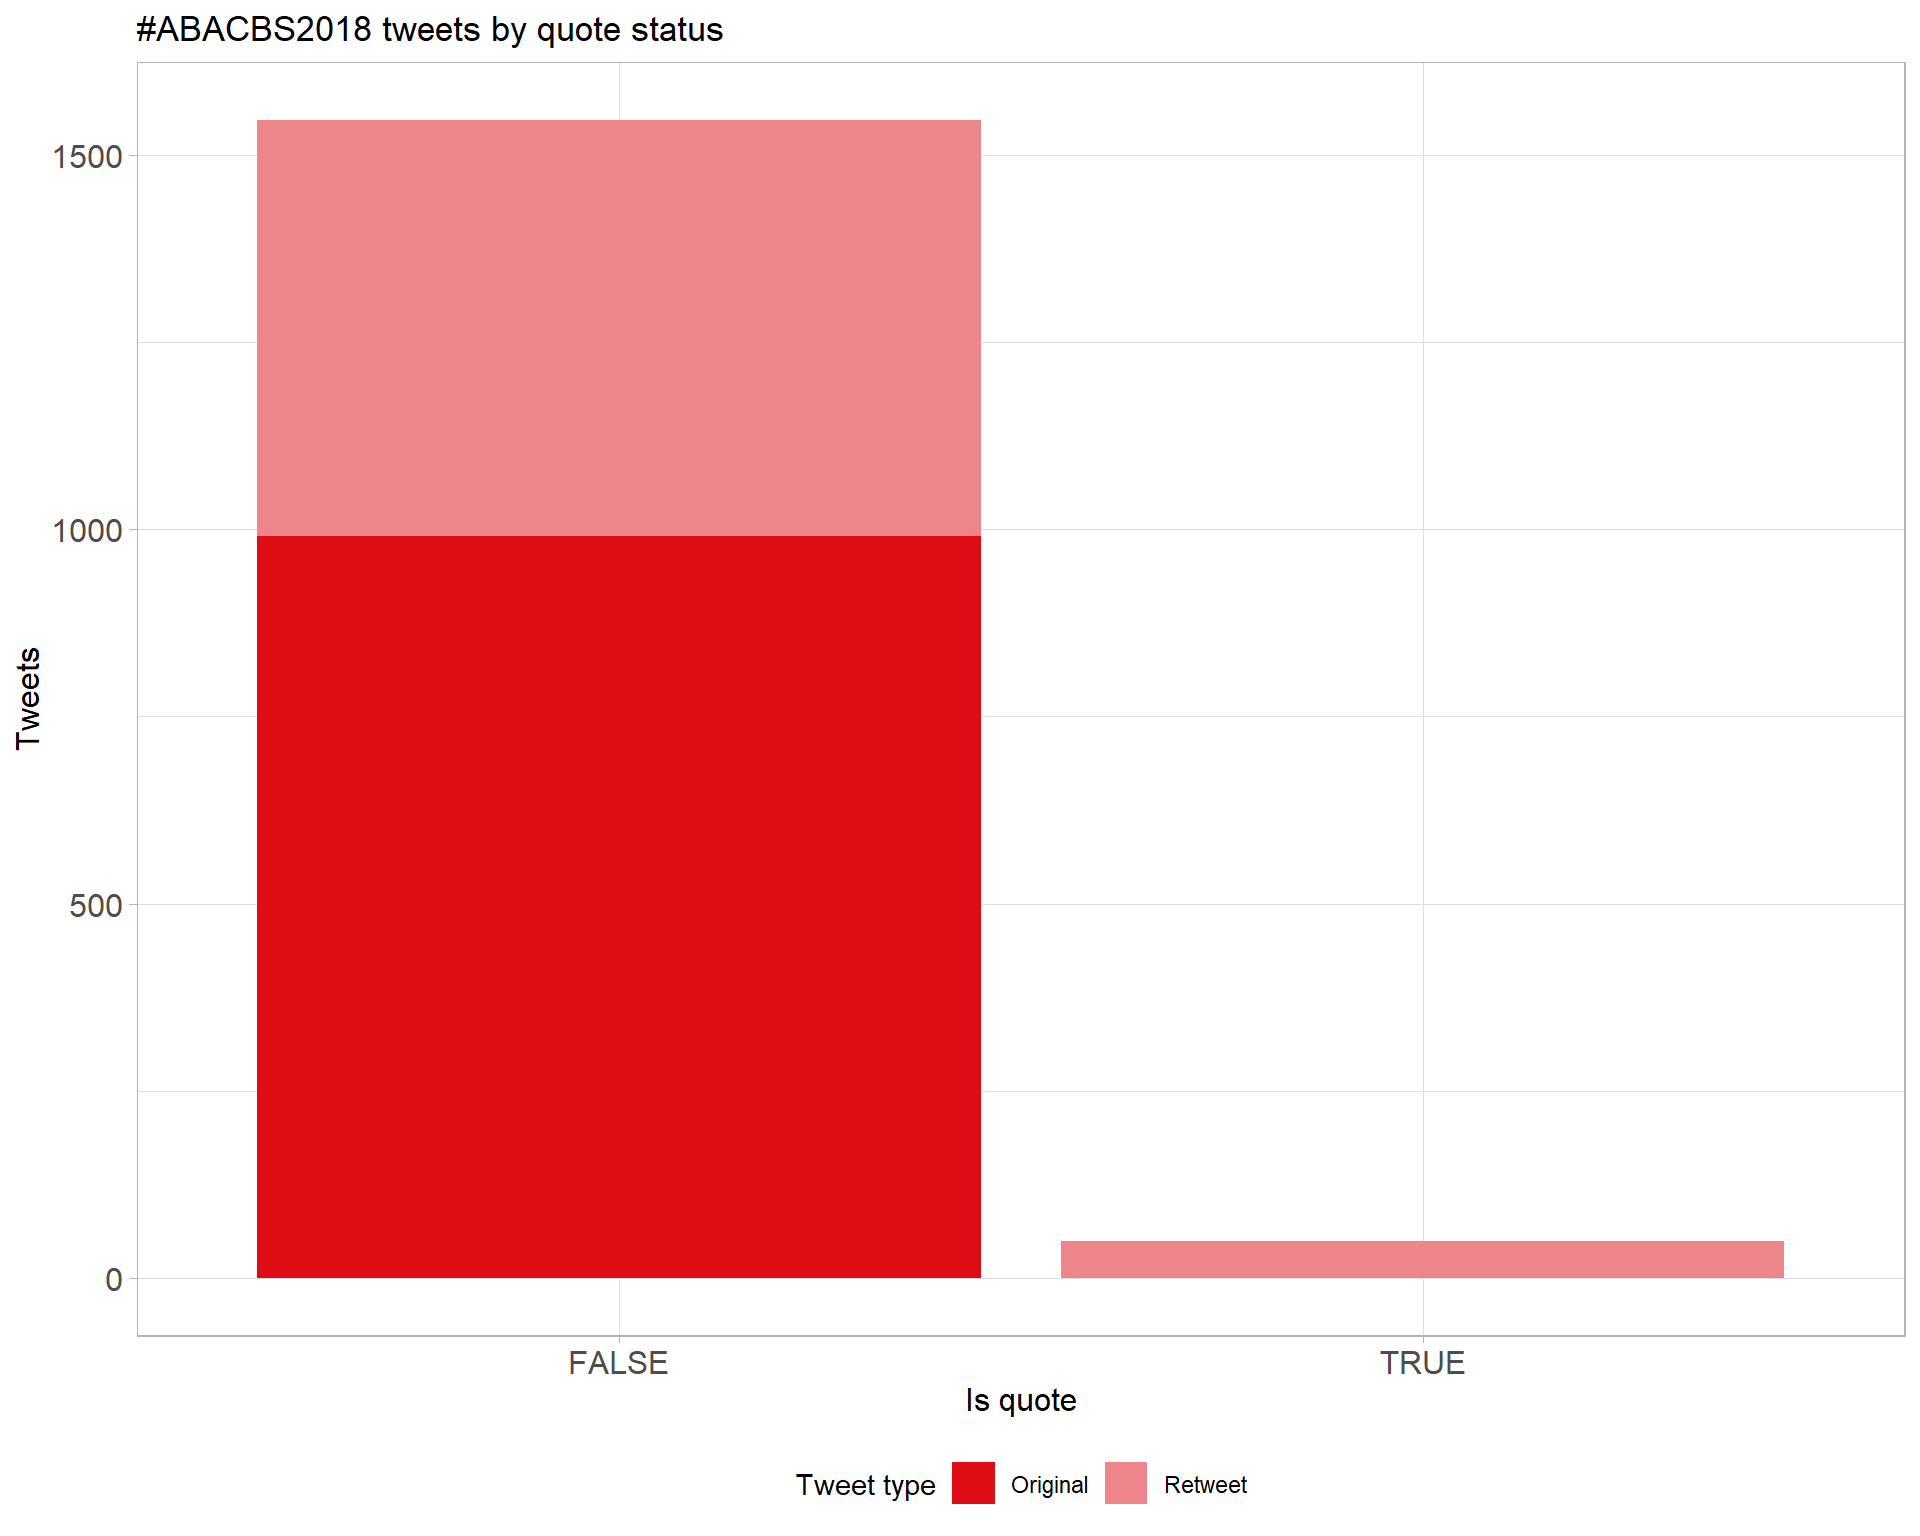 #ABACBS2018 tweets by quote status
1500
1000
500
0
Tweets
FALSE
TRUE
Is quote
Tweet type
Original
Retweet